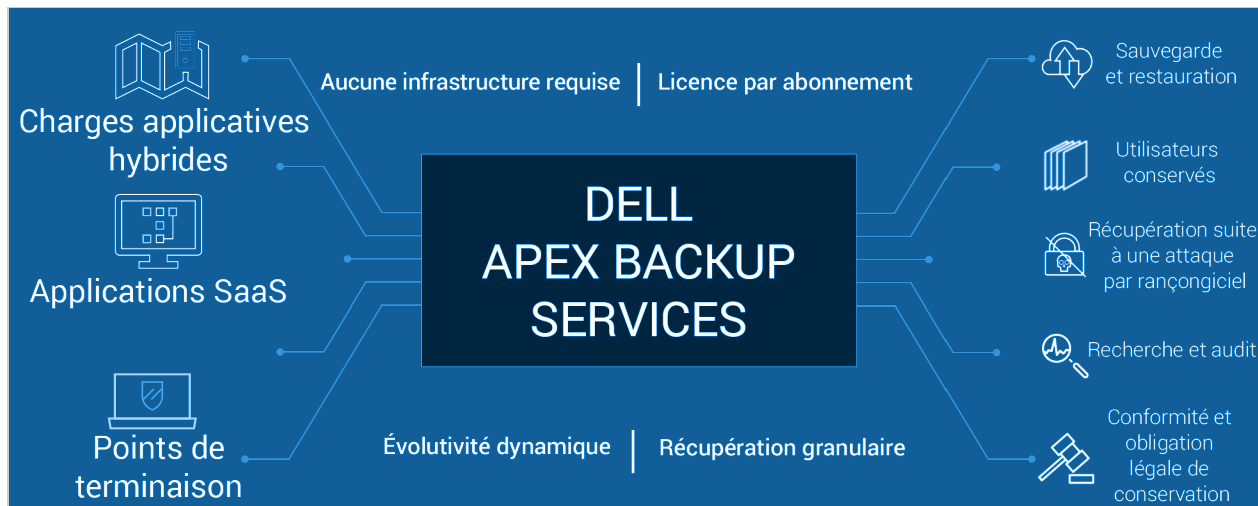 Charges applicatives
hybrides
Applications SaaS
Points de
terminaison
Aucune infrastructure requise | Licence par abonnement
DELL
APEX BACKUP
SERVICES
Évolutivité dynamique | Récupération granulaire
Sauvegarde
et restauration
Utilisateurs
conservés
Récupération suite
à une attaque
par rançongiciel
Recherche et audit
Conformité et
obligation
légale de
conservation